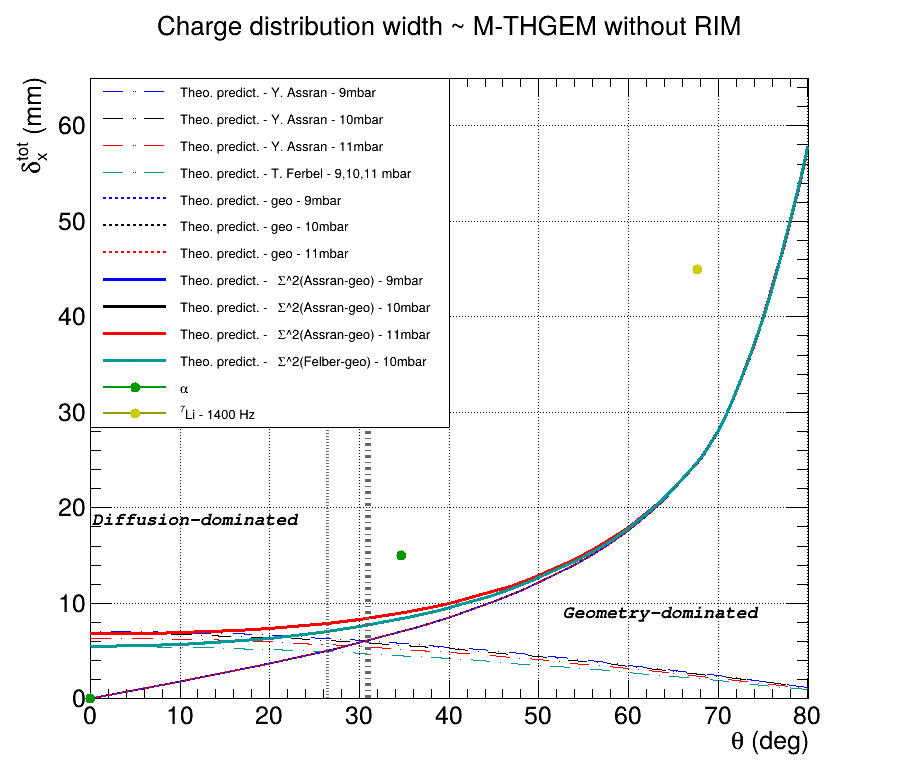 Charge distribution width ~ M-THGEM without RIM
δₓᵗᵒᵗ (mm)
Theo. predict. - Y. Assran - 9mbar
Theo. predict. - Y. Assran - 10mbar
Theo. predict. - Y. Assran - 11mbar
Theo. predict. - T. Ferbel - 9,10,11 mbar
Theo. predict. - geo - 9mbar
Theo. predict. - geo - 10mbar
Theo. predict. - geo - 11mbar
Theo. predict. - Σ^2(Assran-geo) - 9mbar
Theo. predict. - Σ^2(Assran-geo) - 10mbar
Theo. predict. - Σ^2(Assran-geo) - 11mbar
Theo. predict. - Σ^2(Felber-geo) - 10mbar
α
⁷Li - 1400 Hz
60
50
40
30
20
10
0
Diffusion-dominated
Geometry-dominated
0 10 20 30 40 50 60 70 80
θ (deg)